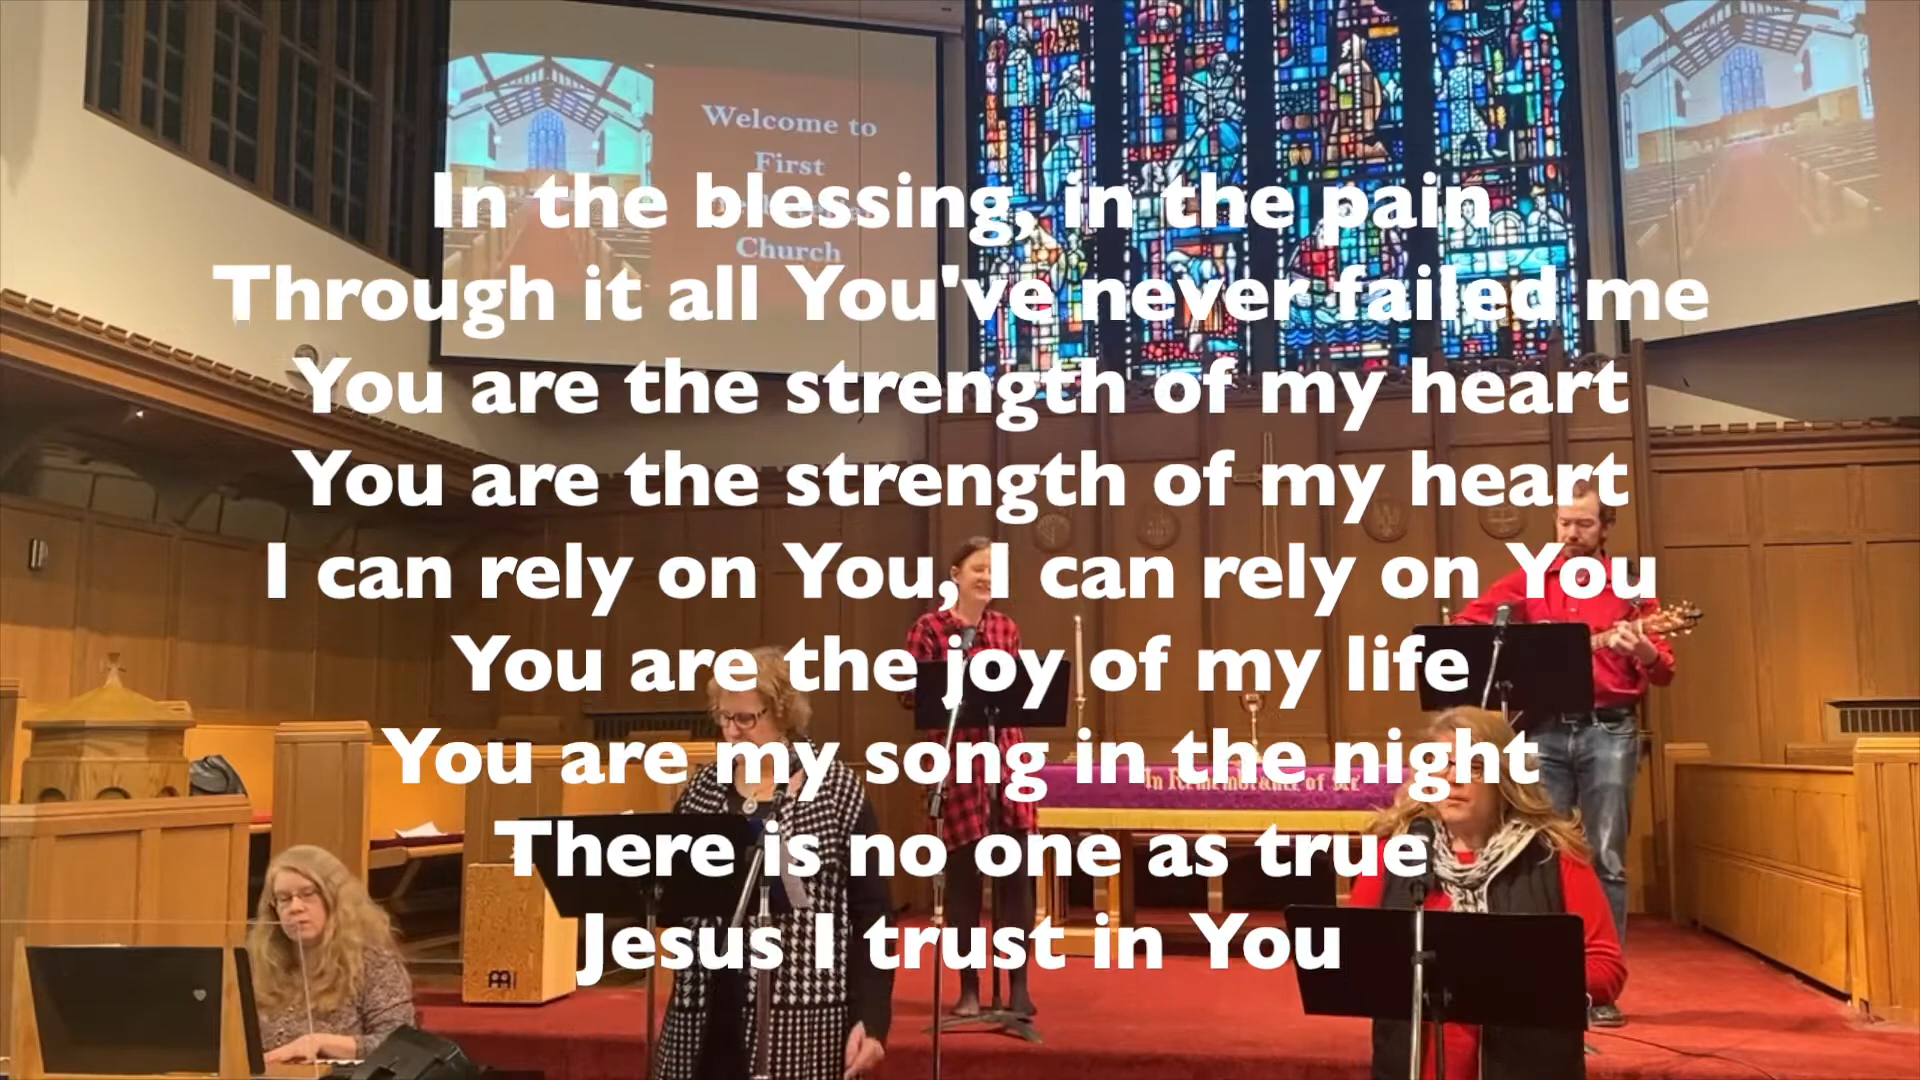 Welcome to
First
Church
In the blessing, in the pain
Through it all You've never failed me
You are the strength of my heart
You are the strength of my heart
I can rely on You, I can rely on You
You are the joy of my life
You are my song in the night
There is no one as true
Jesus I trust in You
In Remembrance of